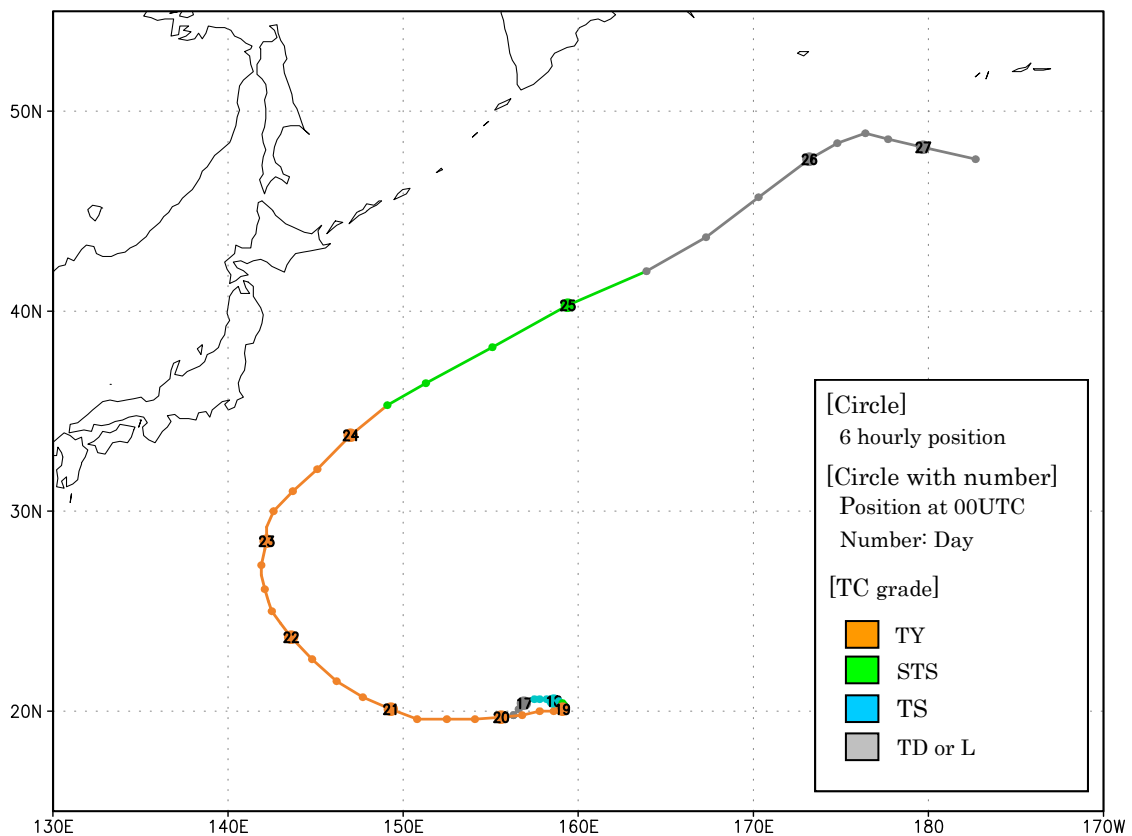 50N
40N
30N
20N
130E 140E 150E 160E 170E 180 170W
17
18
19
20
21
22
23
24
25
26
27
[Circle]
6 hourly position
[Circle with number]
Position at 00UTC
Number: Day
[TC grade]
TY
STS
TS
TD or L